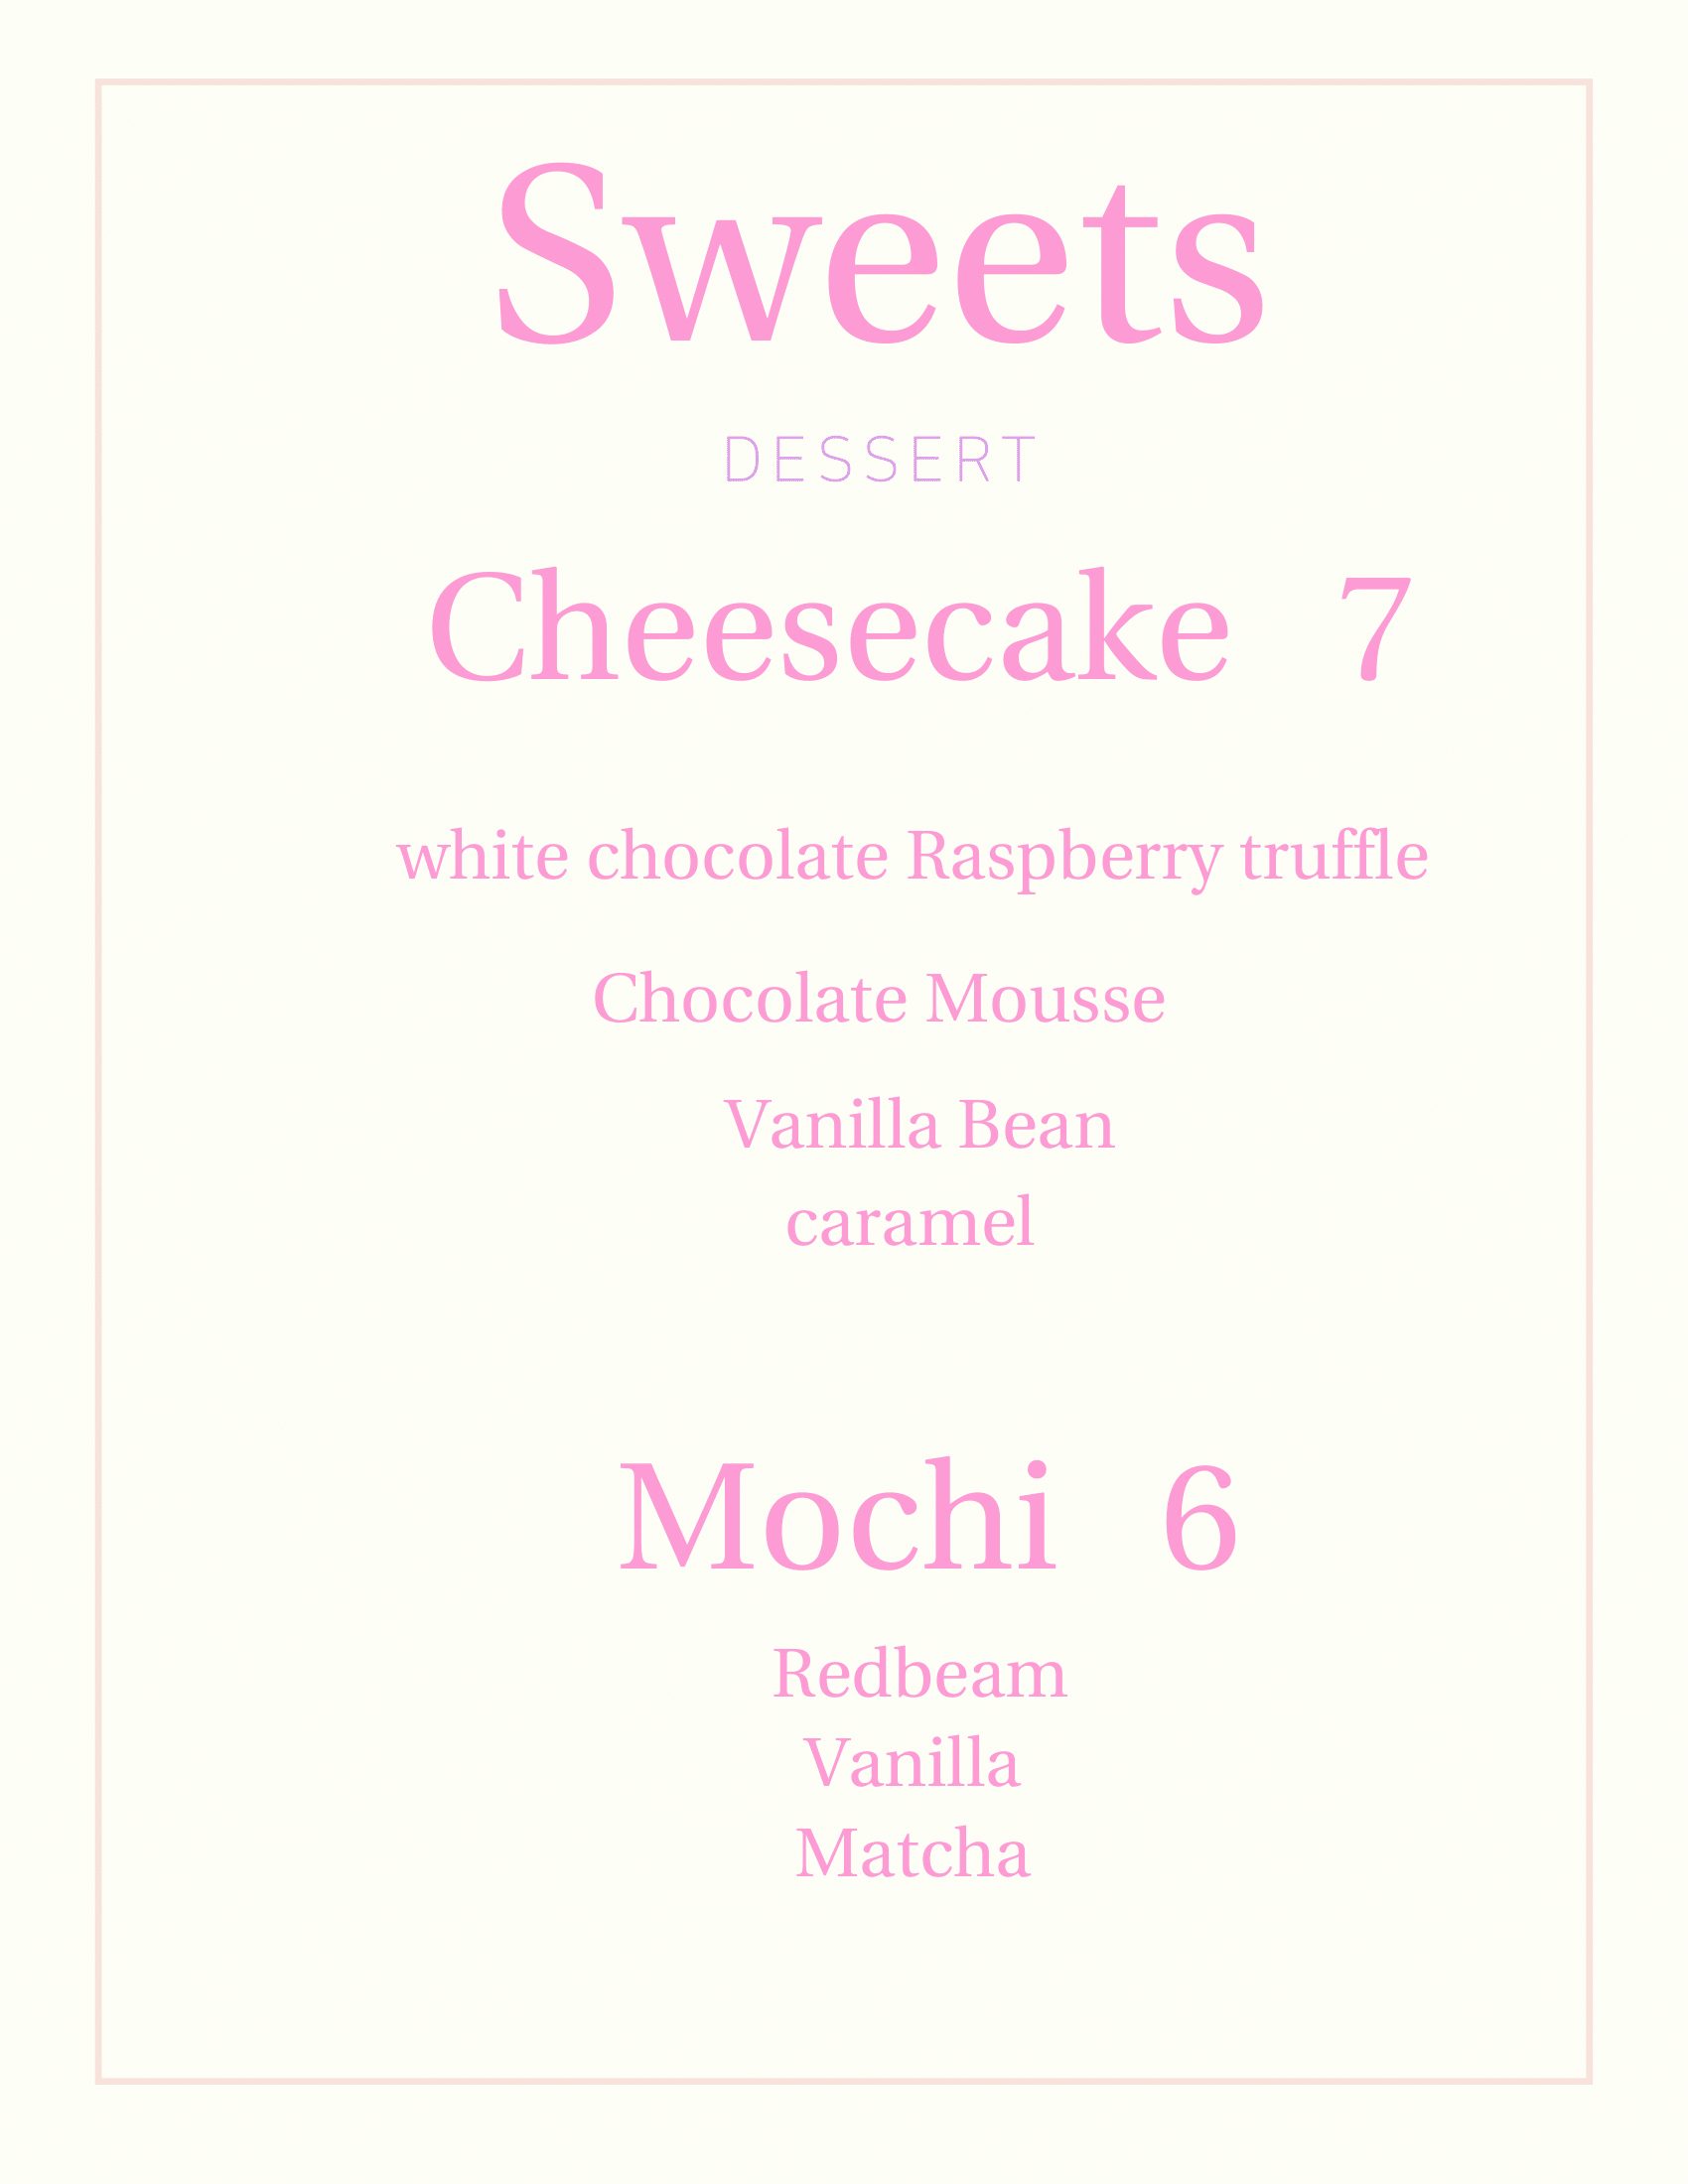 Sweets
DESSERT
Cheesecake 7
white chocolate Raspberry truffle
Chocolate Mousse
Vanilla Bean
caramel
Mochi 6
Redbeam
Vanilla
Matcha